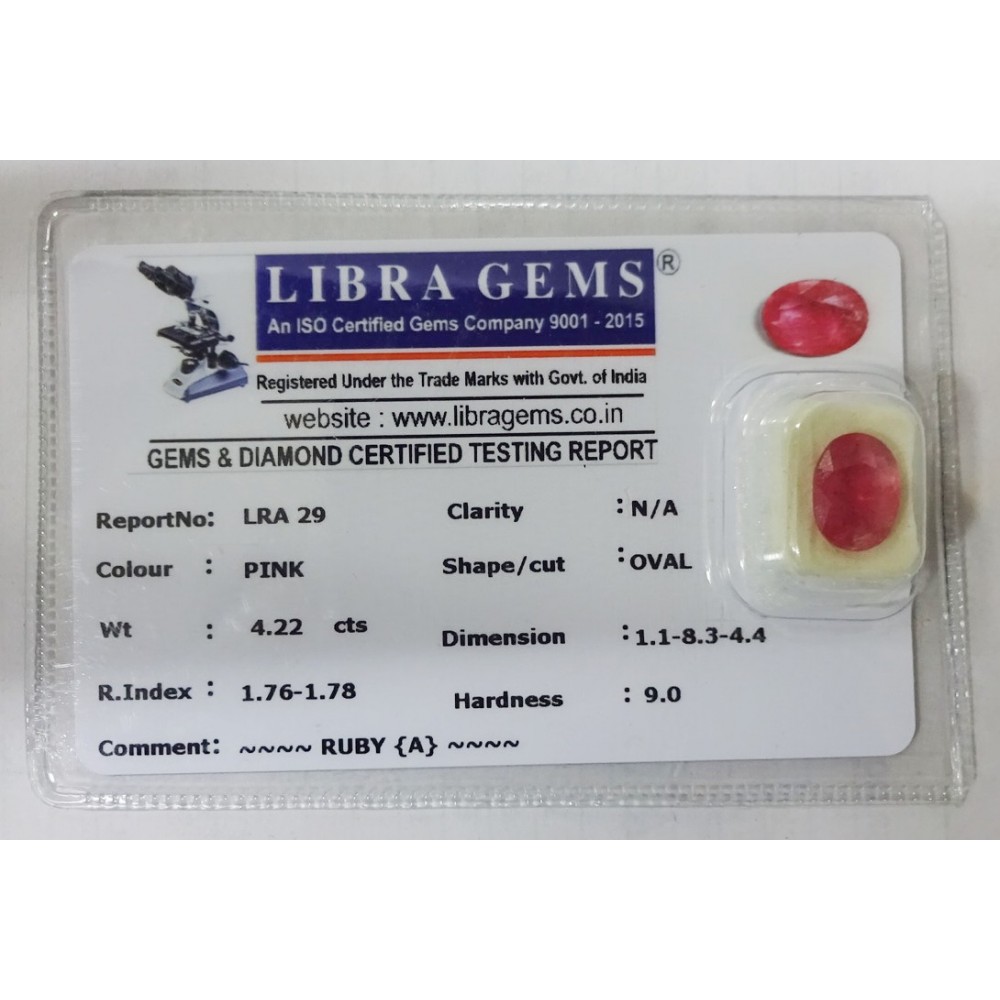 LIBRA GEMS ®
An ISO Certified Gems Company 9001 - 2015
Registered Under the Trade Marks with Govt. of India
website : www.libragems.co.in
GEMS & DIAMOND CERTIFIED TESTING REPORT
ReportNo: LRA 29 Clarity : N/A
Colour : PINK Shape/cut : OVAL
Wt : 4.22 cts Dimension : 1.1-8.3-4.4
R.Index : 1.76-1.78 Hardness : 9.0
Comment: ~~~~ RUBY {A} ~~~~